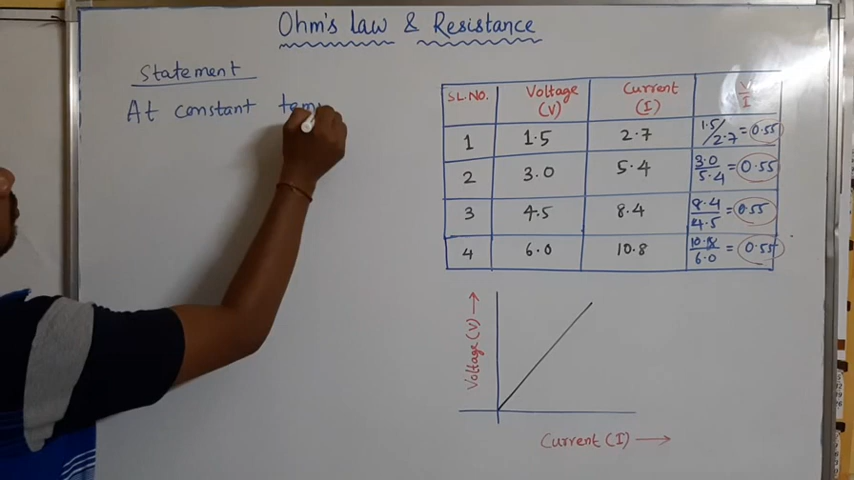 Ohm's Law & Resistance
Statement
At constant temp
SL.NO. Voltage (V) Current (I) V/I
1 1.5 2.7 1.5/2.7 = 0.55
2 3.0 5.4 3.0/5.4 = 0.55
3 4.5 8.4 8.4/4.5 = 0.55
4 6.0 10.8 10.8/6.0 = 0.55
Voltage (V) →
Current (I) →